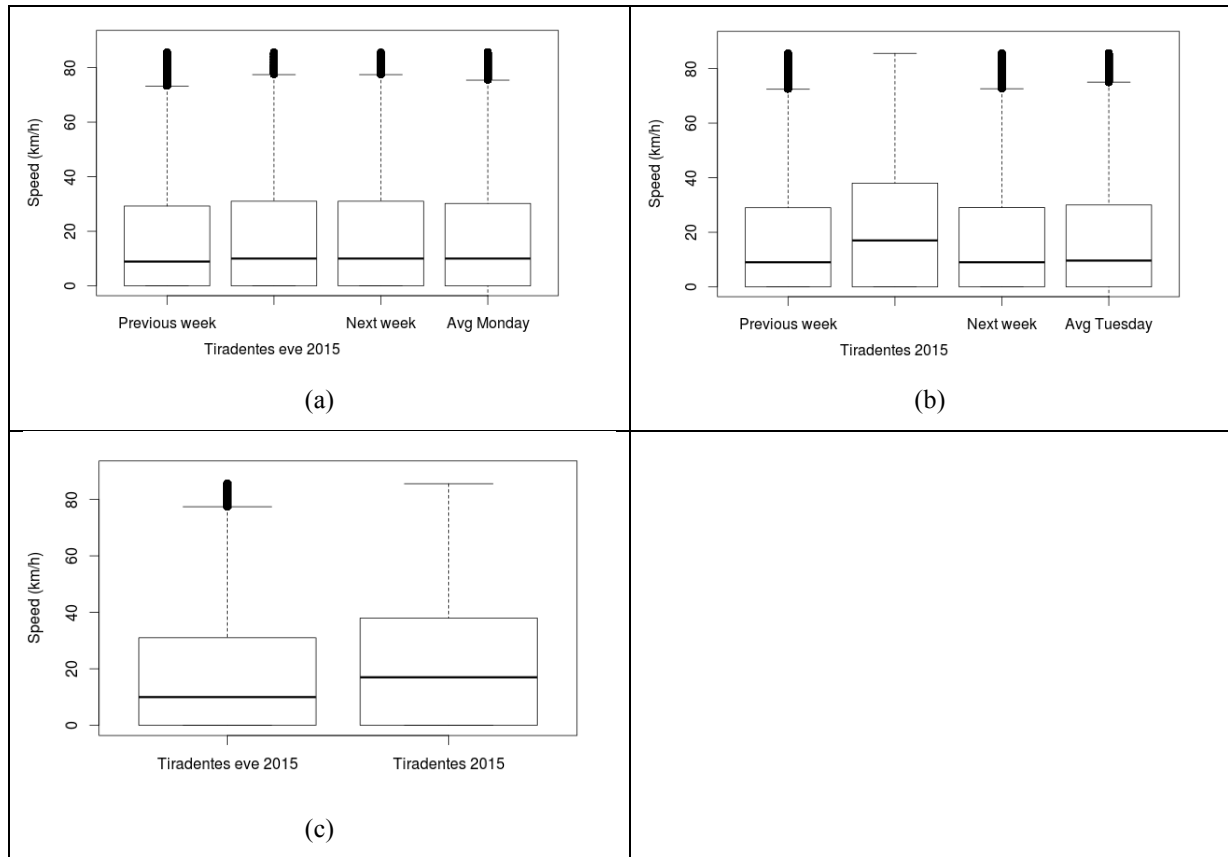 Speed (km/h)
80
60
40
20
0
Previous week Next week Avg Monday
Tiradentes eve 2015
(a)
Speed (km/h)
80
60
40
20
0
Previous week Next week Avg Tuesday
Tiradentes 2015
(b)
Speed (km/h)
80
60
40
20
0
Tiradentes eve 2015 Tiradentes 2015
(c)